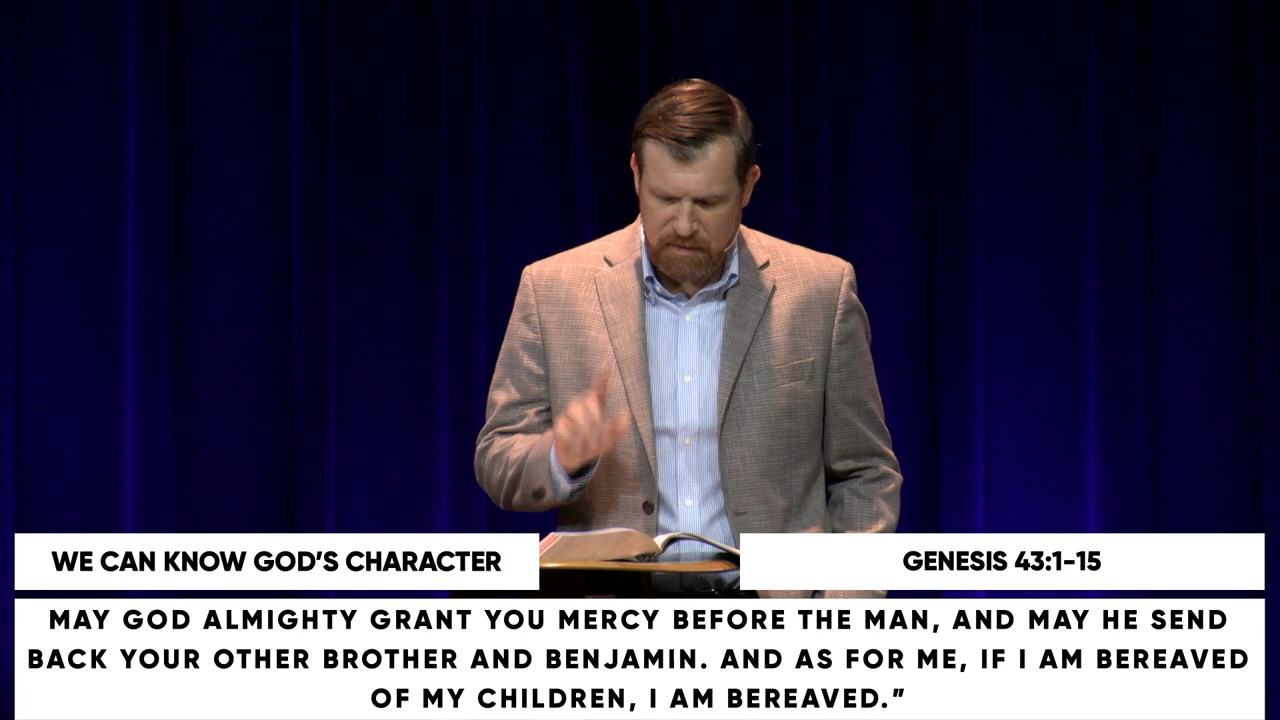 WE CAN KNOW GOD’S CHARACTER
GENESIS 43:1-15
MAY GOD ALMIGHTY GRANT YOU MERCY BEFORE THE MAN, AND MAY HE SEND
BACK YOUR OTHER BROTHER AND BENJAMIN. AND AS FOR ME, IF I AM BEREAVED
OF MY CHILDREN, I AM BEREAVED.”